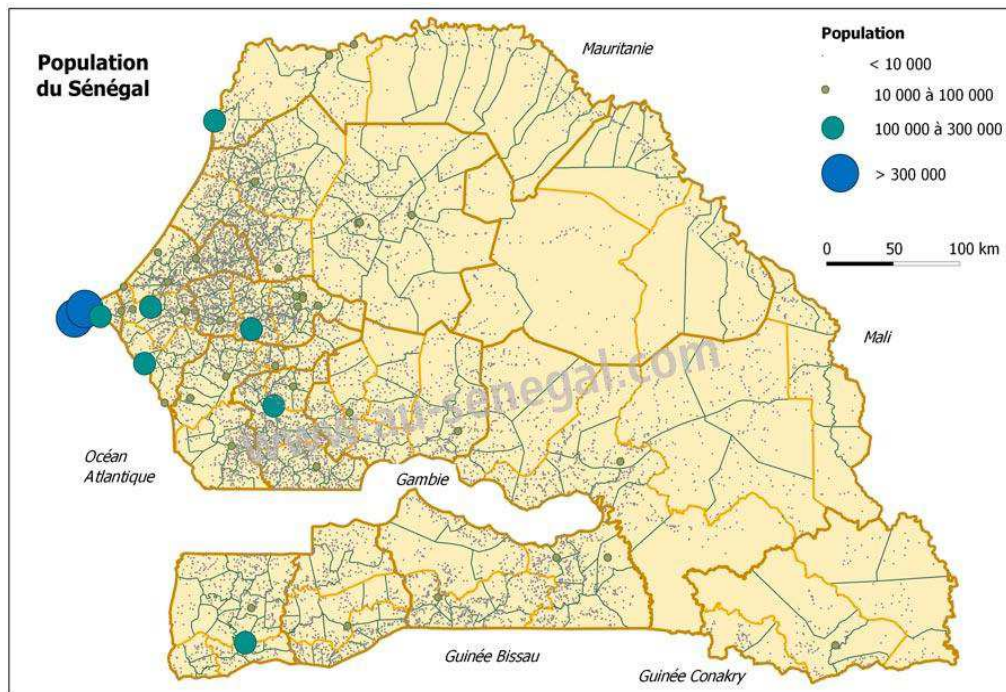 Population
du Sénégal
Mauritanie
Population
< 10 000
10 000 à 100 000
100 000 à 300 000
> 300 000
0 50 100 km
Mali
www.au-senegal.com
Océan
Atlantique
Gambie
Guinée Bissau
Guinée Conakry